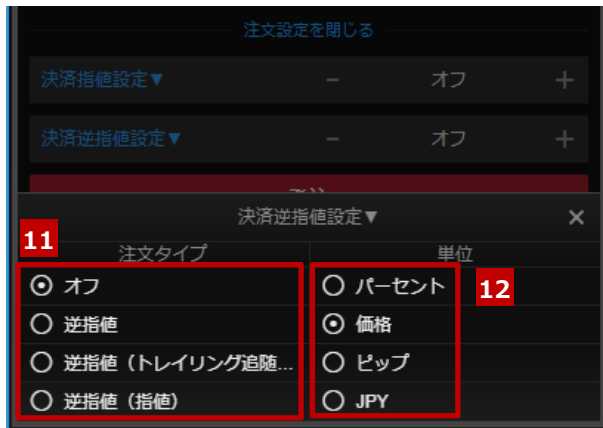 注文設定を閉じる
決済指値設定▼ － オフ ＋
決済逆指値設定▼ － オフ ＋
決済逆指値設定▼ ×
11
注文タイプ 単位
オフ パーセント 12
逆指値 価格
逆指値（トレイリング追随... ピップ
逆指値（指値） JPY